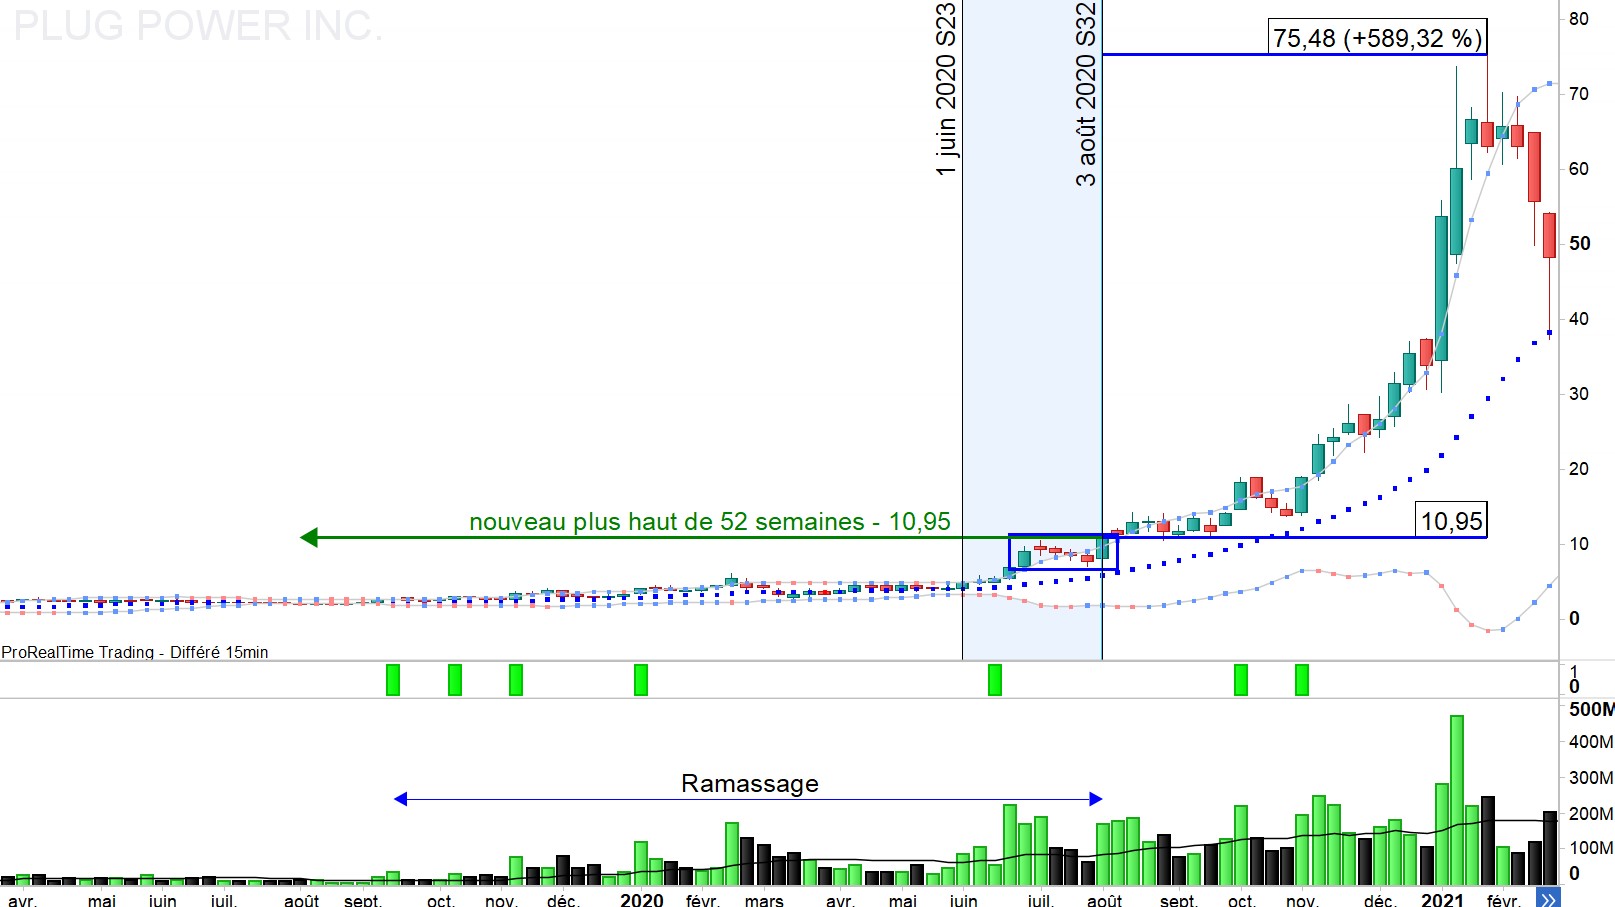 PLUG POWER INC.
1 juin 2020 S23
3 août 2020 S32
75,48 (+589,32 %)
80
70
60
50
40
30
20
10
0
nouveau plus haut de 52 semaines - 10,95
10,95
ProRealTime Trading - Différé 15min
1
0
500M
400M
300M
200M
100M
0
Ramassage
avr. mai juin juil. août sept. oct. nov. déc. 2020 févr. mars avr. mai juin juil. août sept. oct. nov. déc. 2021 févr.